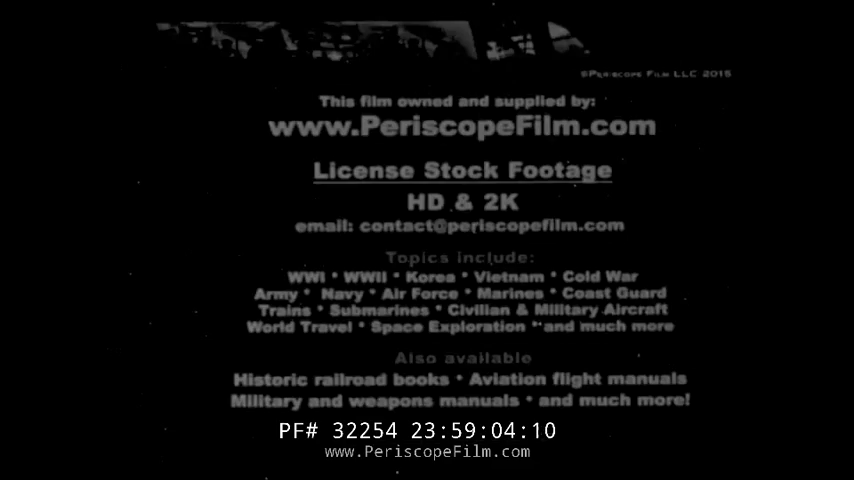 ©Periscope Film LLC 2015
This film owned and supplied by:
www.PeriscopeFilm.com
License Stock Footage
HD & 2K
email: contact@periscopefilm.com
Topics include:
WWI * WWII * Korea * Vietnam * Cold War
Army * Navy * Air Force * Marines * Coast Guard
Trains * Submarines * Civilian & Military Aircraft
World Travel * Space Exploration * and much more
Also available
Historic railroad books * Aviation flight manuals
Military and weapons manuals * and much more!
PF# 32254 23:59:04:10
www.PeriscopeFilm.com